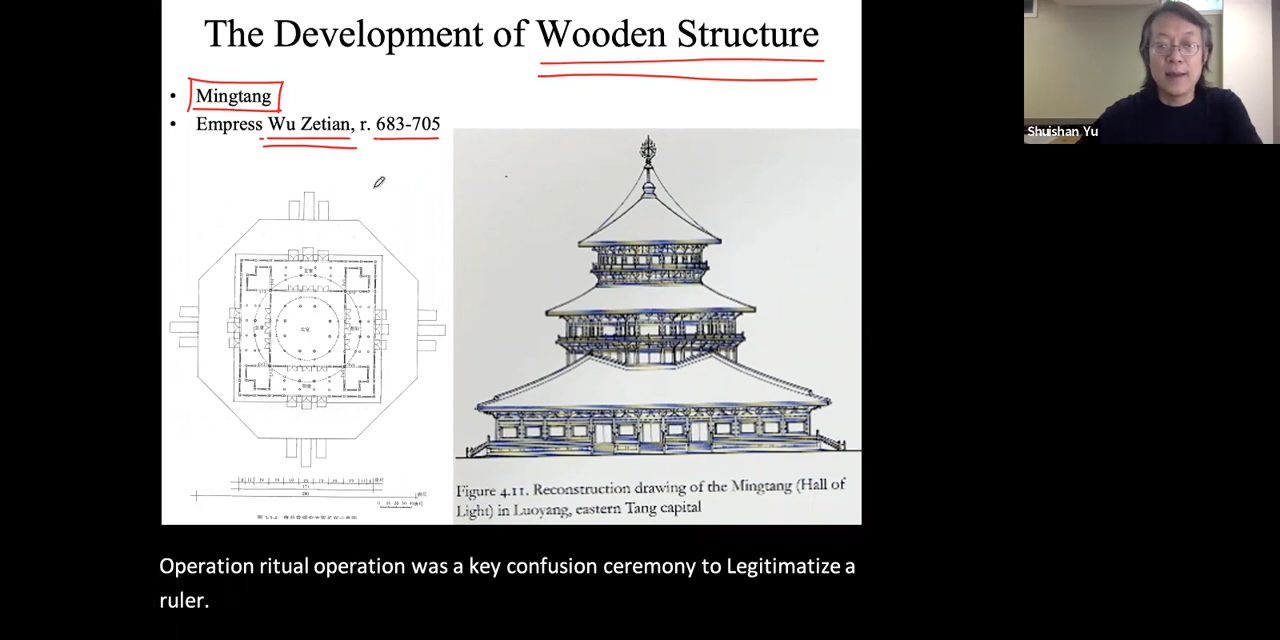 The Development of Wooden Structure
• Mingtang
• Empress Wu Zetian, r. 683-705
Shuishan Yu
Figure 4.11. Reconstruction drawing of the Mingtang (Hall of
Light) in Luoyang, eastern Tang capital
Operation ritual operation was a key confusion ceremony to Legitimatize a
ruler.